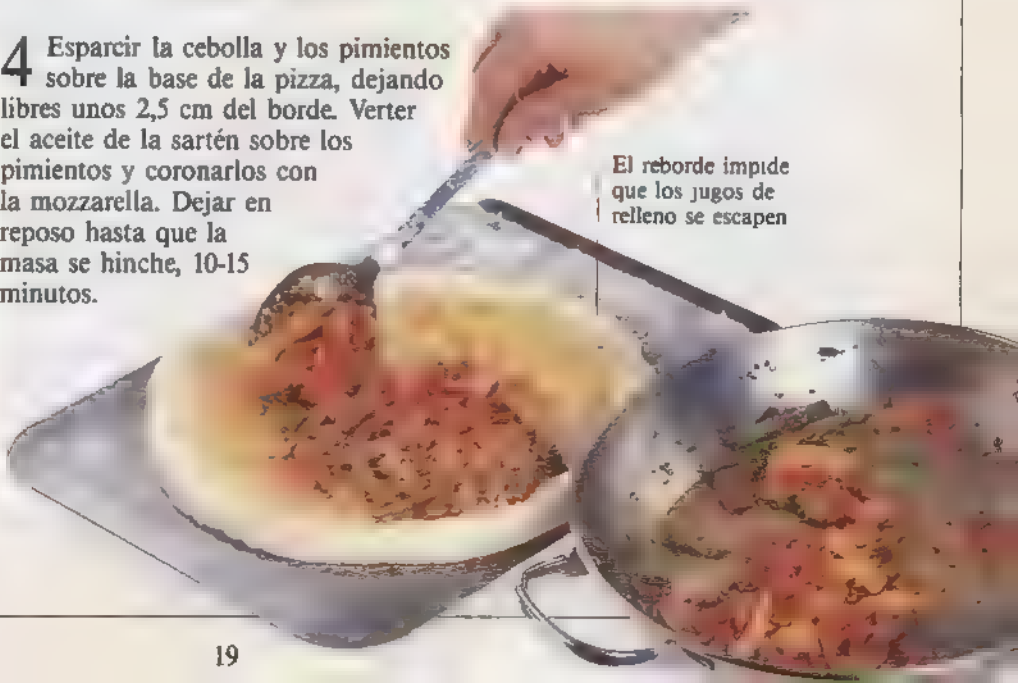 4 Esparcir la cebolla y los pimientos
sobre la base de la pizza, dejando
libres unos 2,5 cm del borde. Verter
el aceite de la sartén sobre los
pimientos y coronarlos con
la mozzarella. Dejar en
reposo hasta que la
masa se hinche, 10-15
minutos.
El reborde impide
que los jugos de
relleno se escapen
19